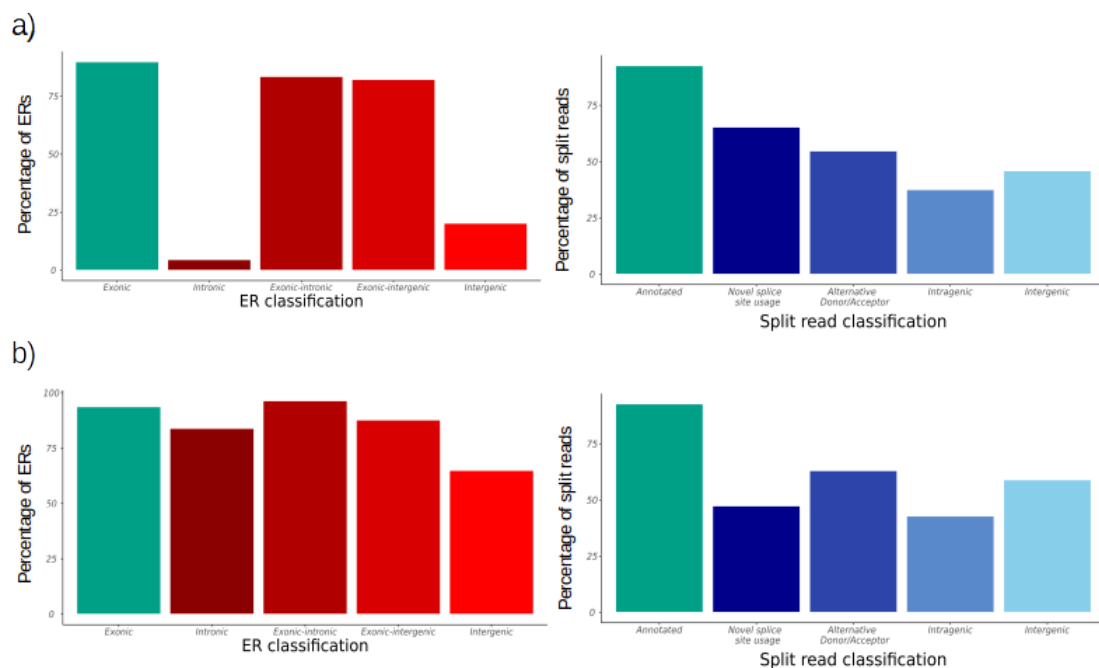 a)
Percentage of ERs
75
50
25
0
Exonic
Intronic
Exonic-intronic
Exonic-intergenic
Intergenic
ER classification
Percentage of split reads
75
50
25
0
Annotated
Novel splice
site usage
Alternative
Donor/Acceptor
Intragenic
Intergenic
Split read classification
b)
Percentage of ERs
100
75
50
25
0
Exonic
Intronic
Exonic-intronic
Exonic-intergenic
Intergenic
ER classification
Percentage of split reads
75
50
25
0
Annotated
Novel splice
site usage
Alternative
Donor/Acceptor
Intragenic
Intergenic
Split read classification